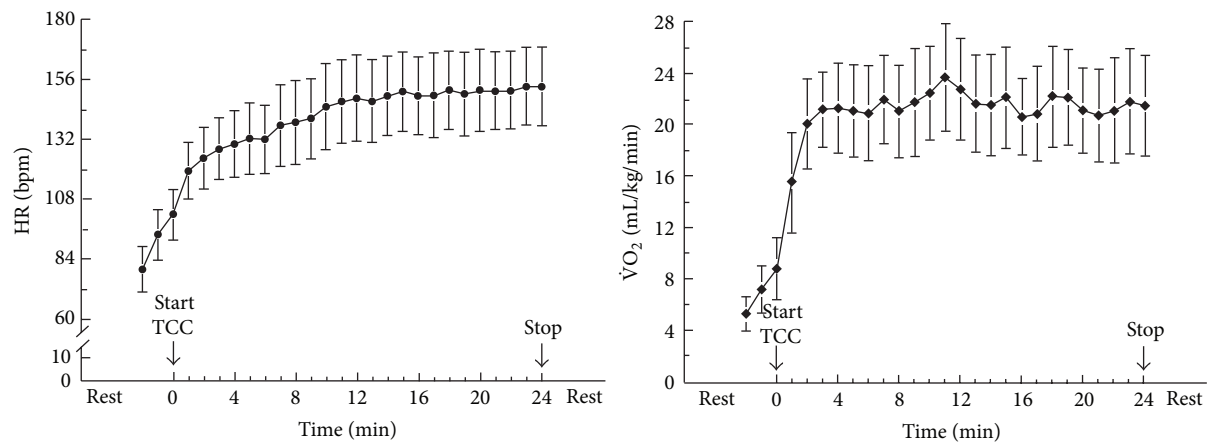 180
156
132
108
84
60
10
0
HR (bpm)
Start
TCC
Stop
Rest
0
4
8
12
16
20
24
Rest
Time (min)
28
24
20
16
12
8
4
0
V̇O₂ (mL/kg/min)
Start
TCC
Stop
Rest
0
4
8
12
16
20
24
Rest
Time (min)